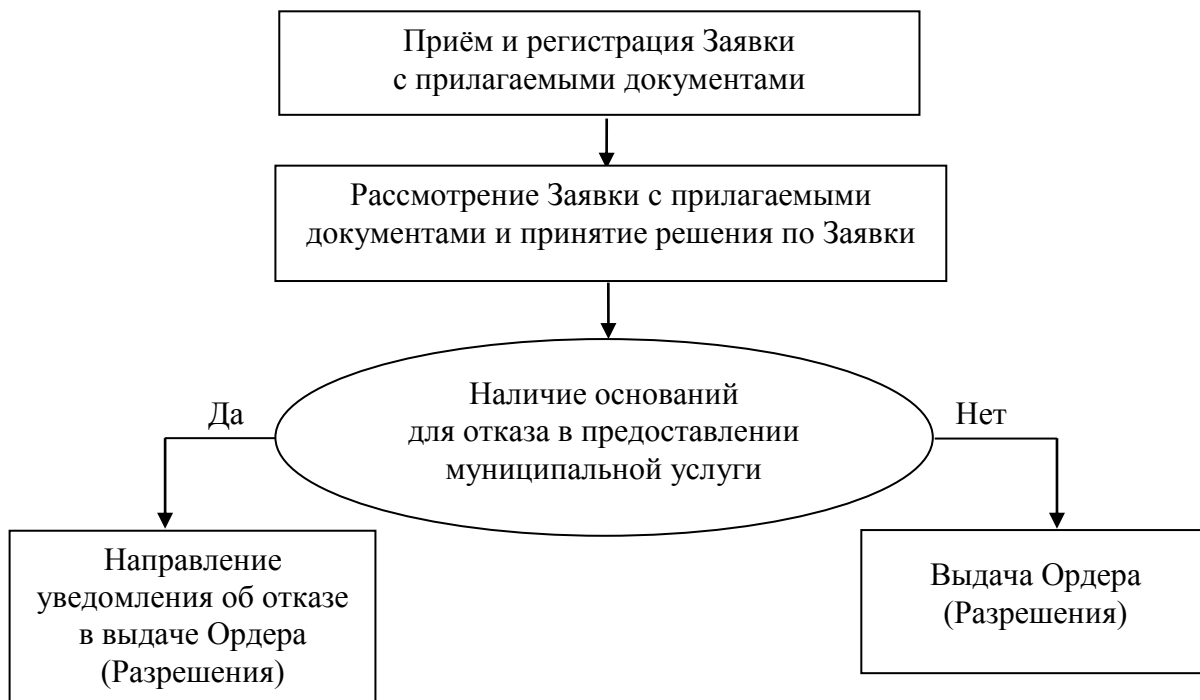 Приём и регистрация Заявки
с прилагаемыми документами
Рассмотрение Заявки с прилагаемыми
документами и принятие решения по Заявки
Наличие оснований
для отказа в предоставлении
муниципальной услуги
Да
Нет
Направление
уведомления об отказе
в выдаче Ордера
(Разрешения)
Выдача Ордера
(Разрешения)